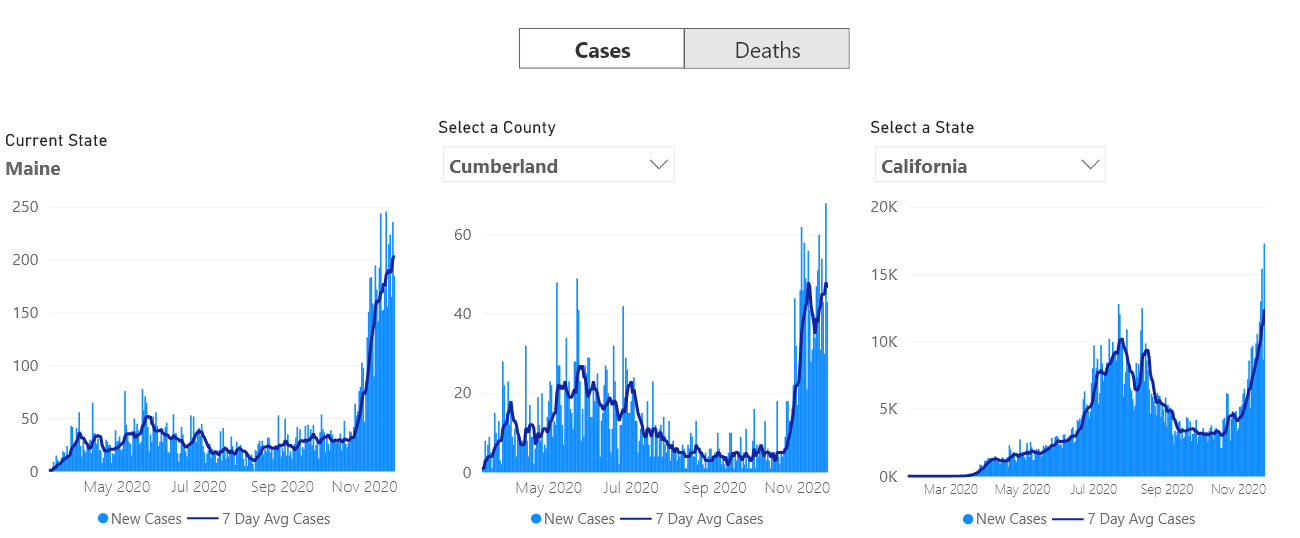 Cases Deaths
Current State
Maine
250
200
150
100
50
0
May 2020 Jul 2020 Sep 2020 Nov 2020
New Cases 7 Day Avg Cases
Select a County
Cumberland
60
40
20
0
May 2020 Jul 2020 Sep 2020 Nov 2020
New Cases 7 Day Avg Cases
Select a State
California
20K
15K
10K
5K
0K
Mar 2020 May 2020 Jul 2020 Sep 2020 Nov 2020
New Cases 7 Day Avg Cases